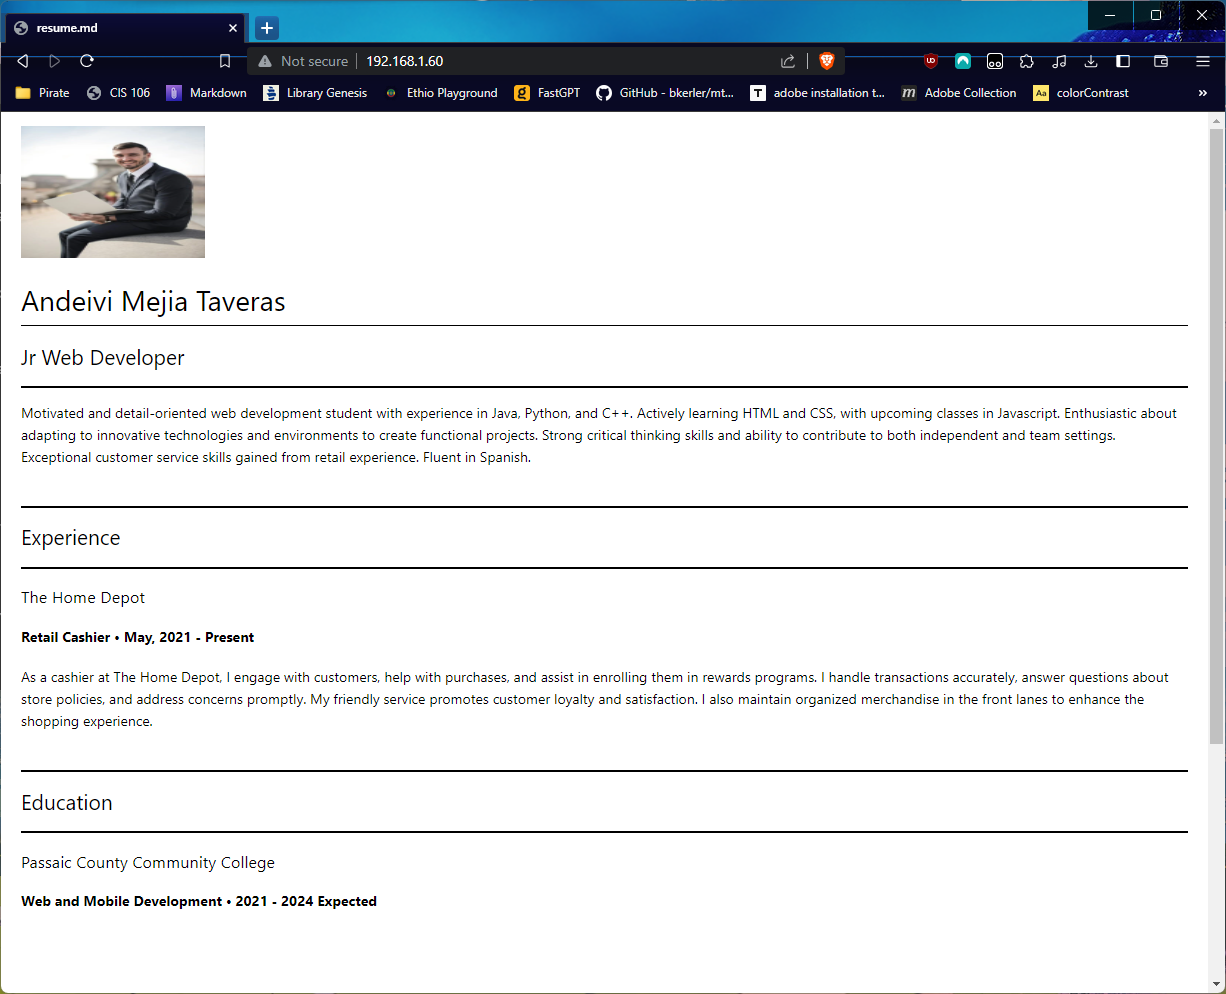 resume.md
Not secure
192.168.1.60
Pirate
CIS 106
Markdown
Library Genesis
Ethio Playground
FastGPT
GitHub - bkerler/mt...
adobe installation t...
Adobe Collection
colorContrast
Andeivi Mejia Taveras
Jr Web Developer
Motivated and detail-oriented web development student with experience in Java, Python, and C++. Actively learning HTML and CSS, with upcoming classes in Javascript. Enthusiastic about
adapting to innovative technologies and environments to create functional projects. Strong critical thinking skills and ability to contribute to both independent and team settings.
Exceptional customer service skills gained from retail experience. Fluent in Spanish.
Experience
The Home Depot
Retail Cashier • May, 2021 - Present
As a cashier at The Home Depot, I engage with customers, help with purchases, and assist in enrolling them in rewards programs. I handle transactions accurately, answer questions about
store policies, and address concerns promptly. My friendly service promotes customer loyalty and satisfaction. I also maintain organized merchandise in the front lanes to enhance the
shopping experience.
Education
Passaic County Community College
Web and Mobile Development • 2021 - 2024 Expected